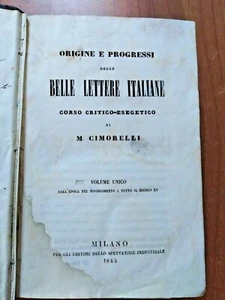 ORIGINE E PROGRESSI
DELLE
BELLE LETTERE ITALIANE
CORSO CRITICO-ESEGETICO
DI
M. CIMORELLI
VOLUME UNICO
DALL'EPOCA DEL RISORGIMENTO A TUTTO IL SECOLO XV
MILANO
PER GLI EDITORI DELLO SPETTATORE INDUSTRIALE
1845